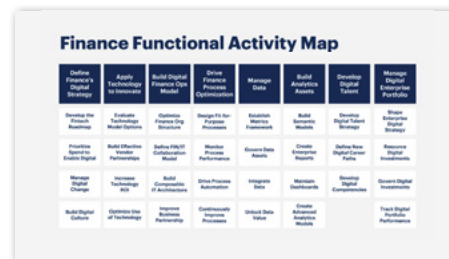 Finance Functional Activity Map
Define Finance's Digital Strategy
Apply Technology to Innovate
Build Digital Finance Ops Model
Drive Finance Process Optimization
Manage Data
Build Analytics Assets
Develop Digital Talent
Manage Digital Enterprise Portfolio
Develop the Fintech Roadmap
Evaluate Technology Model Options
Optimize Finance Org Structure
Design Fit-for-Purpose Processes
Establish Metrics Framework
Build Semantic Models
Develop Digital Talent Strategy
Shape Enterprise Digital Strategy
Prioritize Spend to Enable Digital
Build Effective Vendor Partnerships
Define FIN/IT Collaboration Model
Monitor Process Performance
Govern Data Assets
Create Enterprise Reports
Define New Digital Career Paths
Resource Digital Investments
Manage Digital Change
Increase Technology ROI
Build Composable IT Architecture
Drive Process Automation
Integrate Data
Maintain Dashboards
Develop Digital Competencies
Govern Digital Investments
Build Digital Culture
Optimize Use of Technology
Improve Business Partnership
Continuously Improve Processes
Unlock Data Value
Create Advanced Analytics Models
Track Digital Portfolio Performance